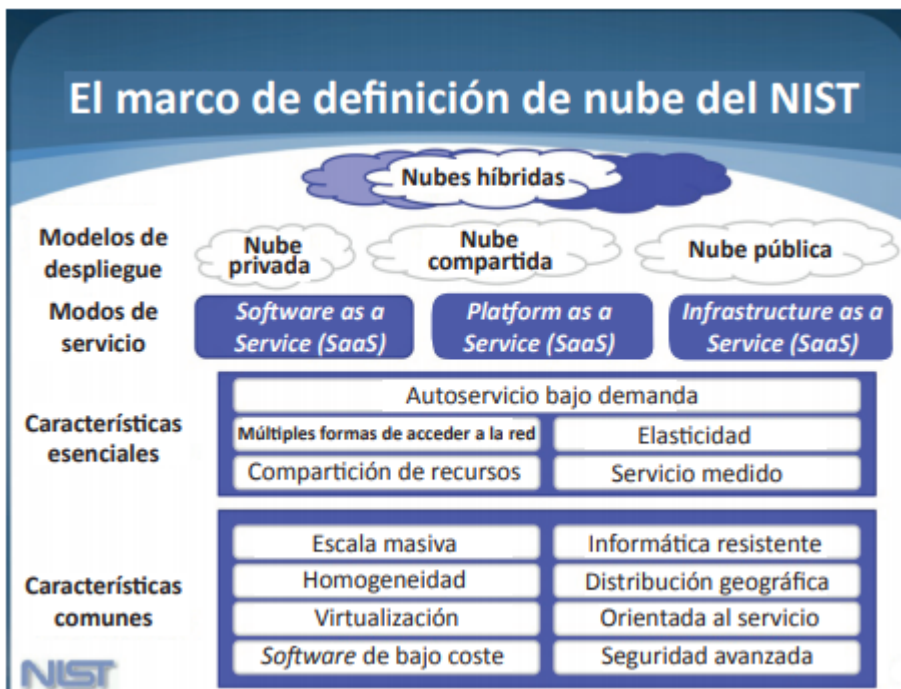 El marco de definición de nube del NIST
Nubes híbridas
Modelos de
despliegue
Nube
privada
Nube
compartida
Nube pública
Modos de
servicio
Software as a
Service (SaaS)
Platform as a
Service (SaaS)
Infrastructure as a
Service (SaaS)
Características
esenciales
Autoservicio bajo demanda
Múltiples formas de acceder a la red
Elasticidad
Compartición de recursos
Servicio medido
Características
comunes
Escala masiva
Informática resistente
Homogeneidad
Distribución geográfica
Virtualización
Orientada al servicio
Software de bajo coste
Seguridad avanzada
NIST